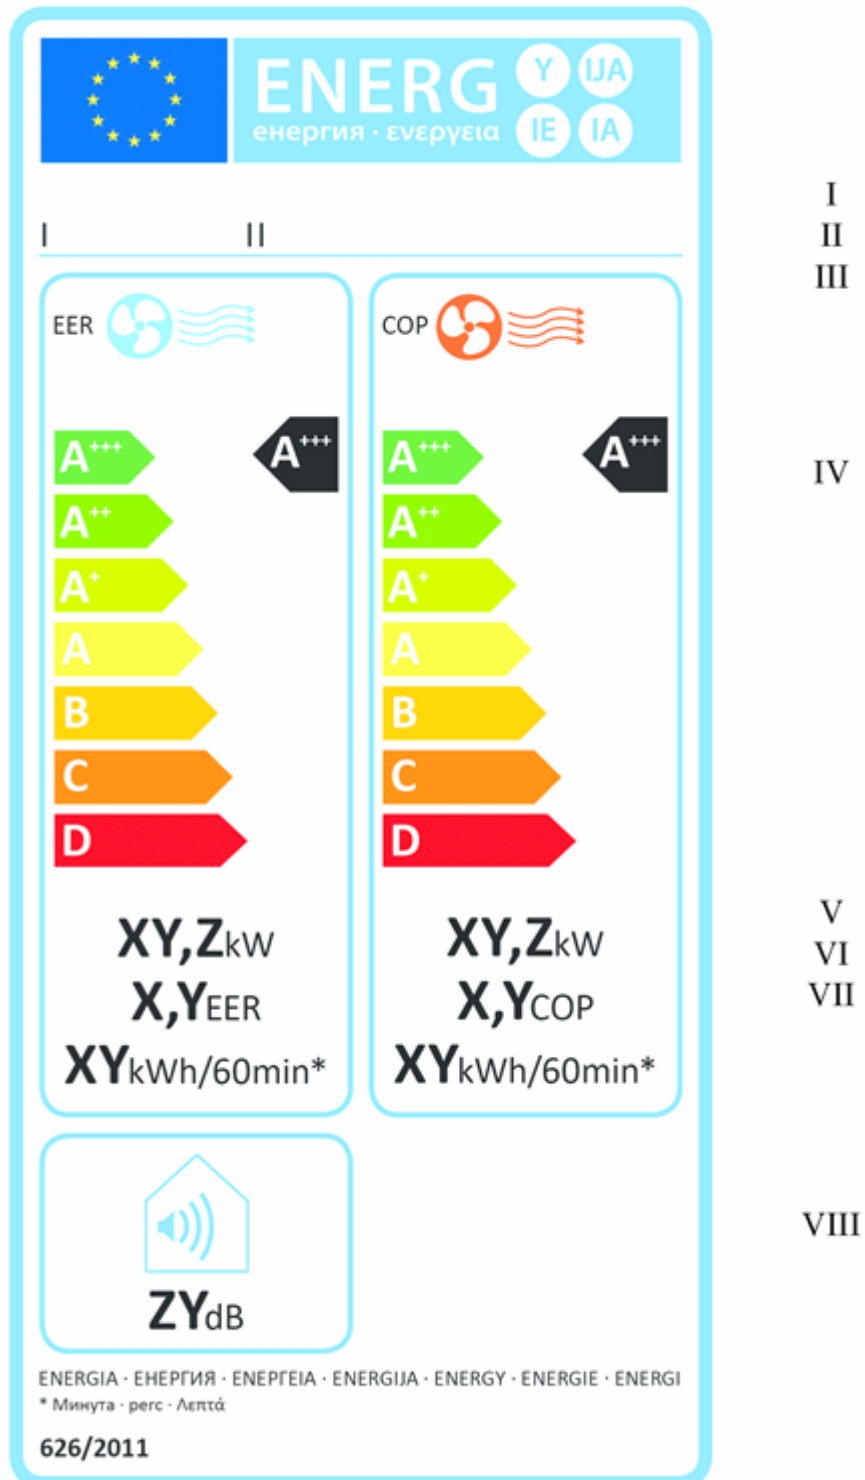 ENERG Y IJA
енергия · ενεργεια IE IA
I
I II
II
III
EER COP
A+++ A+++ A+++ A+++
IV
A++ A++
A+ A+
A A
B B
C C
D D
V
XY,ZkW XY,ZkW
VI
X,YEER X,YCOP
VII
XYkWh/60min* XYkWh/60min*
VIII
ZYdB
ENERGIA · ЕНЕРГИЯ · ΕΝΕΡΓΕΙΑ · ENERGIJA · ENERGY · ENERGIE · ENERGI
* Минута · perc · Λεπτά
626/2011